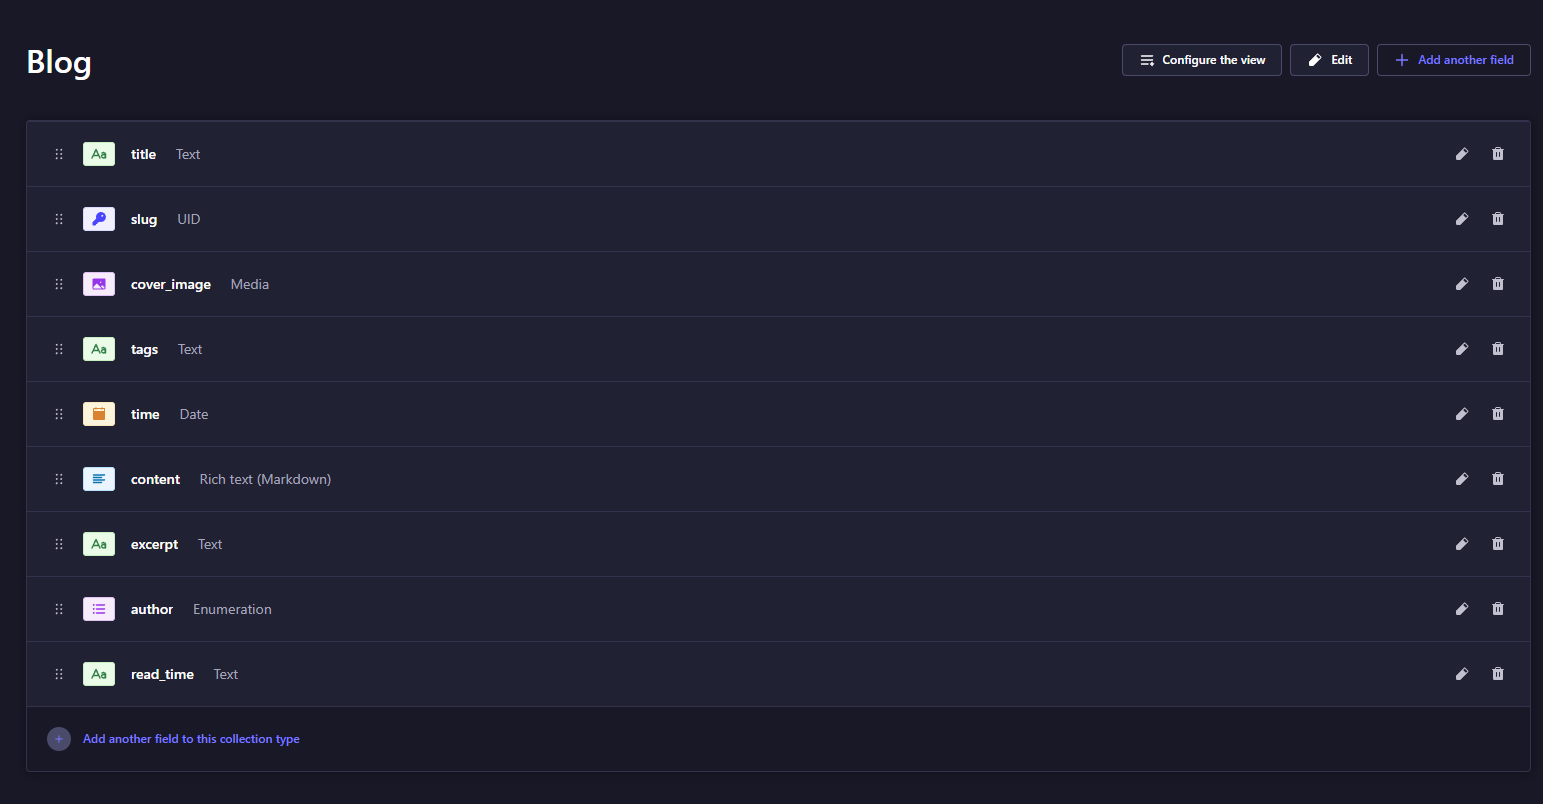 Blog
Configure the view
Edit
Add another field
Aa title Text
slug UID
cover_image Media
Aa tags Text
time Date
content Rich text (Markdown)
Aa excerpt Text
author Enumeration
Aa read_time Text
Add another field to this collection type